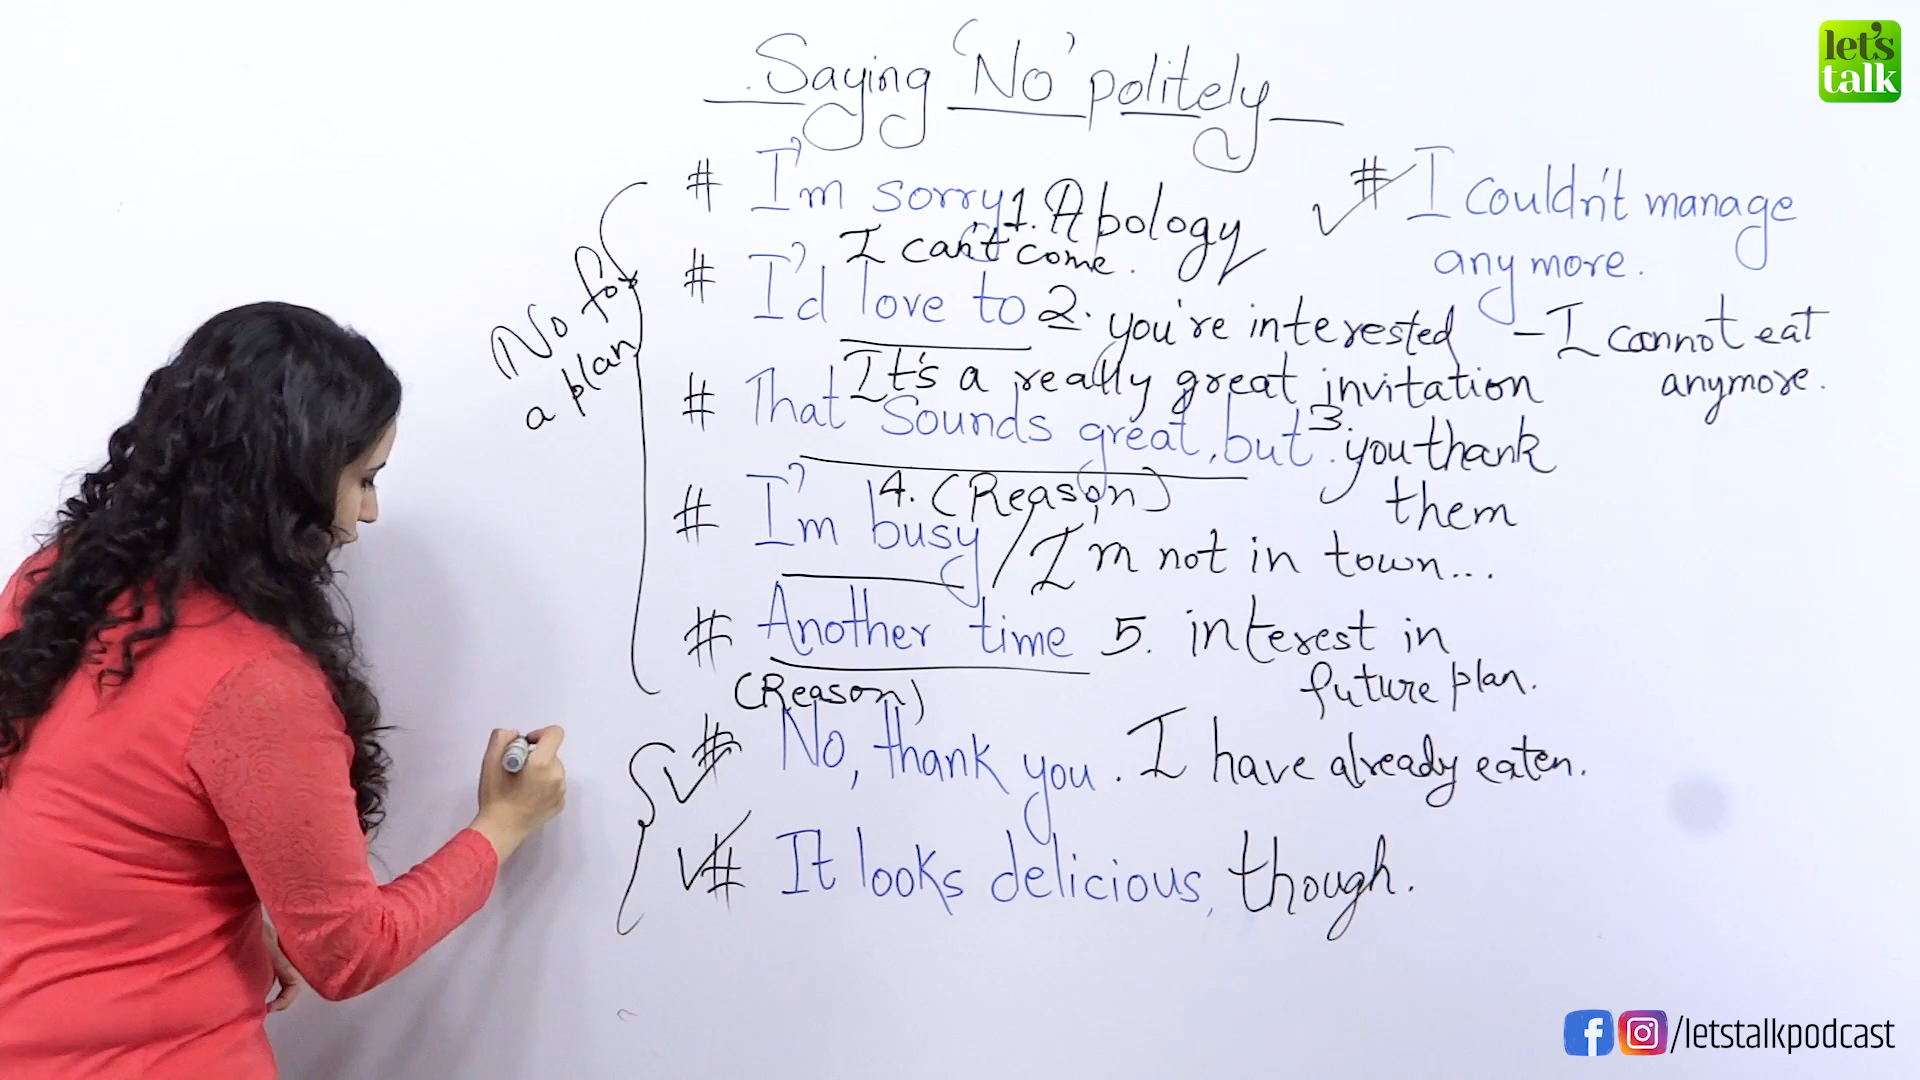 Saying 'No' politely
# I'm sorry 1. Apology
I can't come.
# I'd love to 2. you're interested
It's a really great invitation
# That Sounds great, but 3. you thank
them
4. (Reason)
# I'm busy / I'm not in town...
# Another time 5. interest in
future plan.
(Reason)
# No, thank you. I have already eaten.
# It looks delicious, though.
# I couldn't manage
any more.
- I cannot eat
anymore.
No for
a plan
let's
talk
/letstalkpodcast